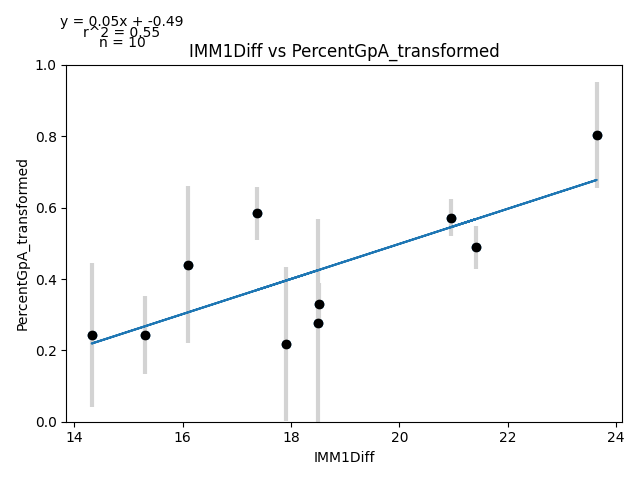 y = 0.05x + -0.49
r^2 = 0.55
n = 10
IMM1Diff vs PercentGpA_transformed
1.0
0.8
0.6
0.4
0.2
0.0
PercentGpA_transformed
14 16 18 20 22 24
IMM1Diff